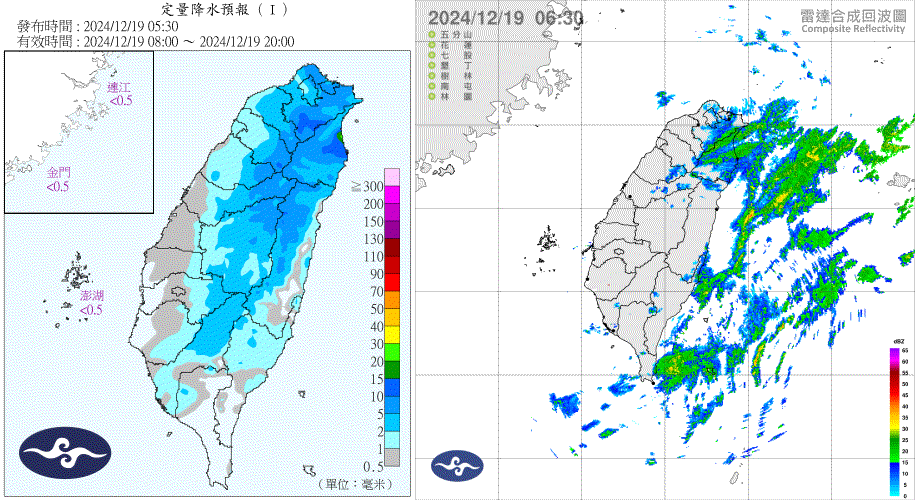 定量降水預報（Ⅰ）
發布時間 : 2024/12/19 05:30
有效時間 : 2024/12/19 08:00 ～ 2024/12/19 20:00
連江
<0.5
金門
<0.5
澎湖
<0.5
≧
300
200
150
130
110
90
70
50
40
30
20
15
10
5
2
1
0.5
（單位：毫米）
2024/12/19 06:30
雷達合成回波圖
Composite Reflectivity
五分山
花蓮
七股
墾丁
樹林
南屯
林園
dBZ
65
60
55
50
45
40
35
30
25
20
15
10
5
0